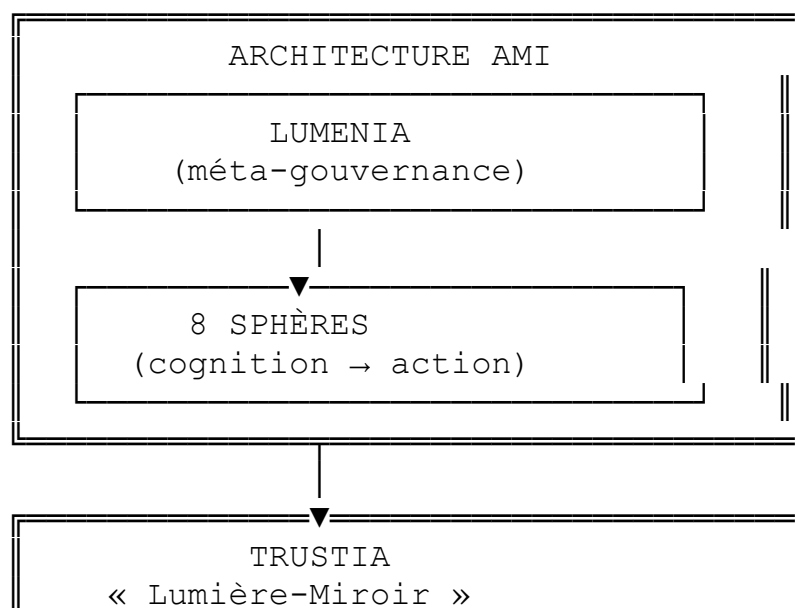 ARCHITECTURE AMI
LUMENIA
(méta-gouvernance)
8 SPHÈRES
(cognition → action)
TRUSTIA
« Lumière-Miroir »